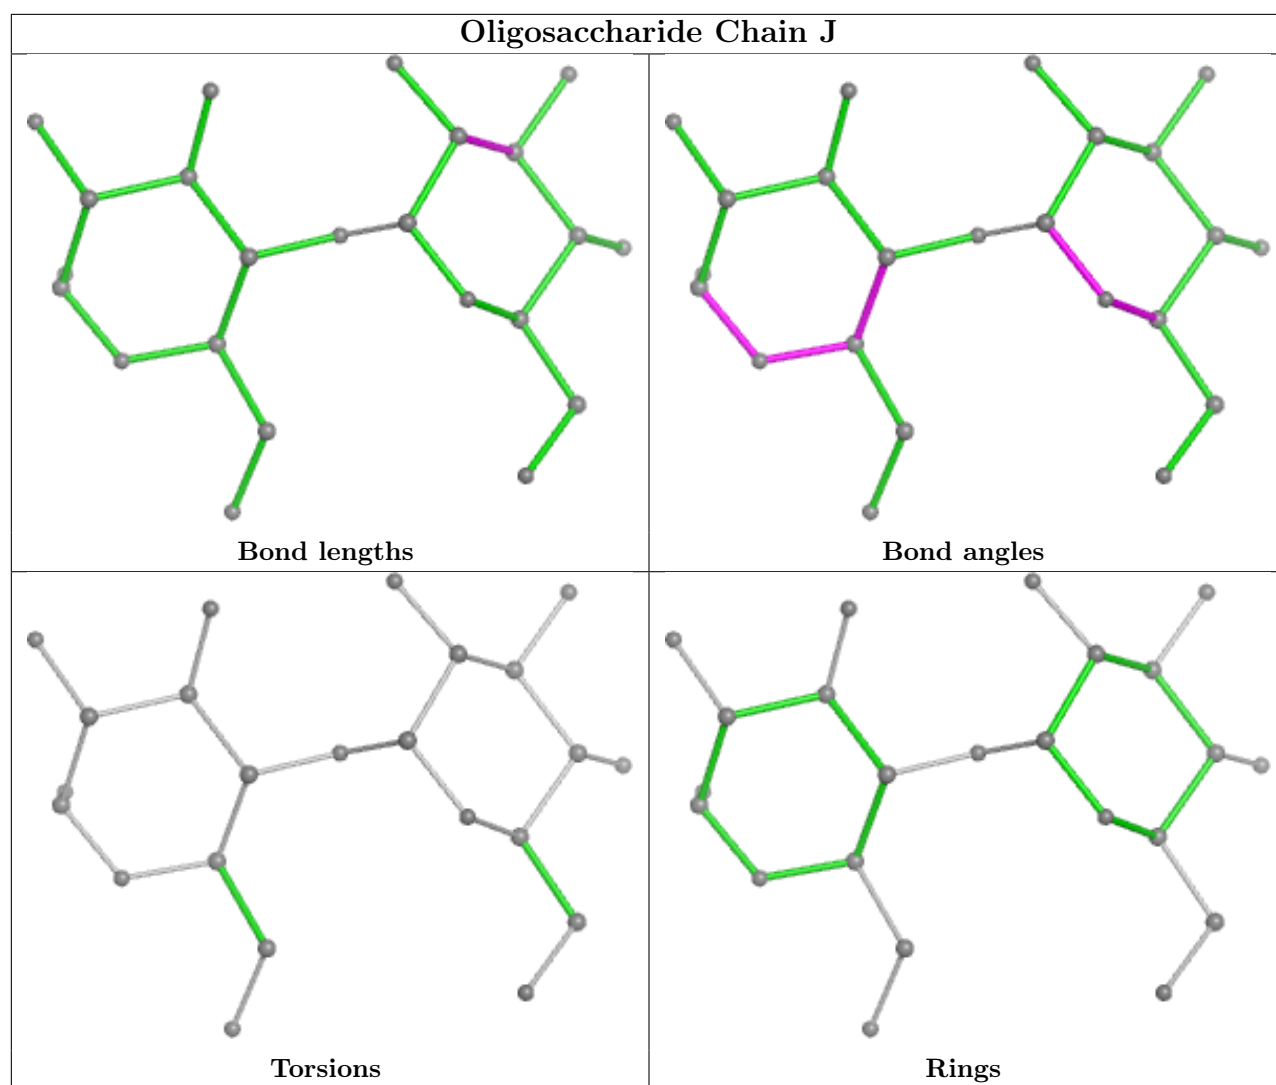 Oligosaccharide Chain J
Bond lengths
Bond angles
Torsions
Rings